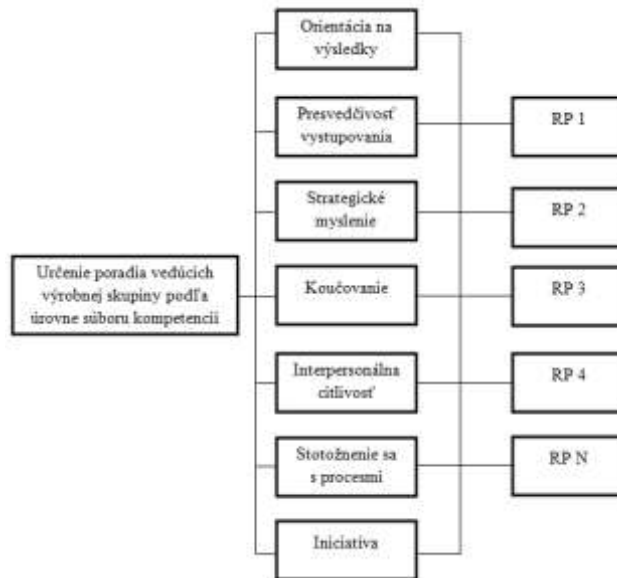 Orientácia na
výsledky
Presvedčivosť
vystupovania
RP 1
Strategické
myslenie
RP 2
Určenie poradia vedúcich
výrobnej skupiny podľa
úrovne súboru kompetencií
Koučovanie
RP 3
Interpersonálna
citlivosť
RP 4
Stotožnenie sa
s procesmi
RP N
Iniciatíva